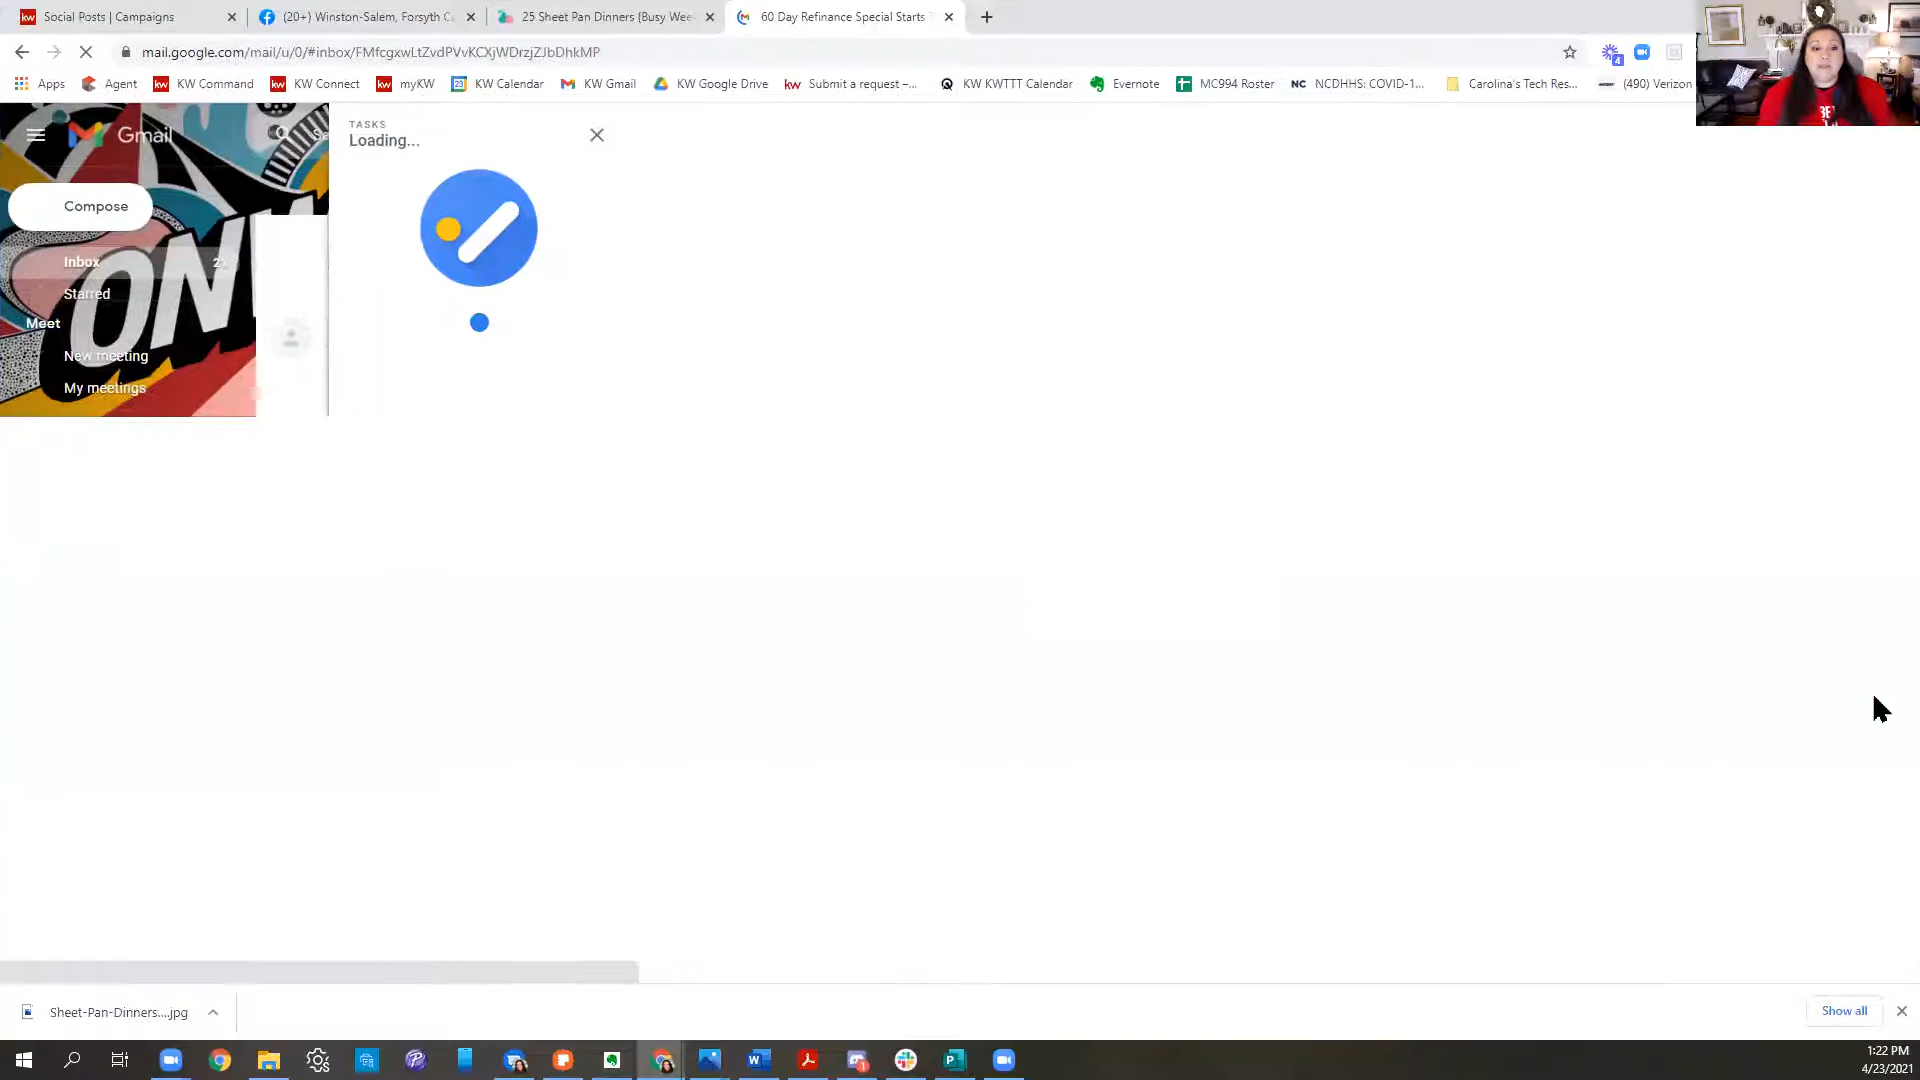 Social Posts | Campaigns
(20+) Winston-Salem, Forsyth C
25 Sheet Pan Dinners {Busy Wee
60 Day Refinance Special Starts
mail.google.com/mail/u/0/#inbox/FMfcgxwLtZvdPVvKCXjWDrzjZJbDhkMP
Apps
Agent
KW Command
KW Connect
myKW
KW Calendar
KW Gmail
KW Google Drive
Submit a request –...
KW KWTTT Calendar
Evernote
MC994 Roster
NCDHHS: COVID-1...
Carolina's Tech Res...
(490) Verizon
Gmail
TASKS
Loading...
Compose
Inbox
Starred
Meet
New meeting
My meetings
ON
Sheet-Pan-Dinners....jpg
Show all
1:22 PM
4/23/2021